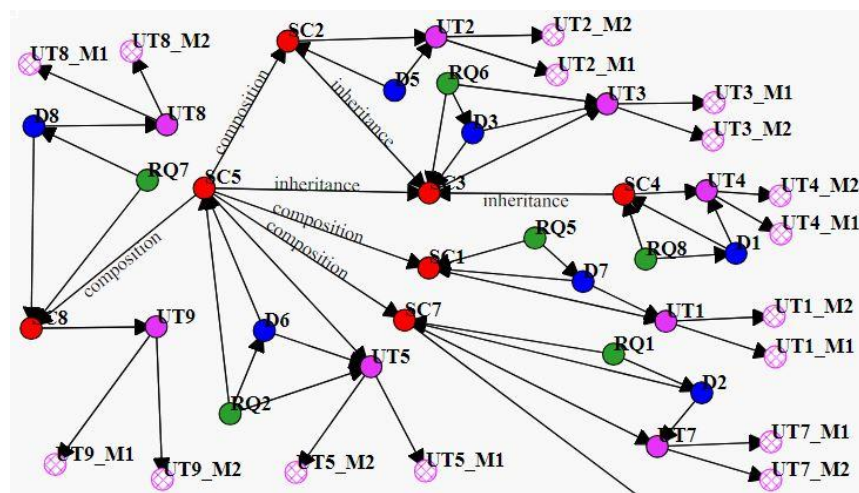 SC2
UT2
UT2_M2
UT8_M2
UT8_M1
UT2_M1
D5
RQ6
UT3
UT3_M1
D8
UT8
composition
inheritance
D3
UT3_M2
RQ7
SC5
inheritance
SC3
inheritance
SC4
UT4
UT4_M2
UT4_M1
composition
RQ5
RQ8
D1
composition
composition
SC1
D7
SC8
UT9
D6
SC7
UT1
UT1_M2
UT1_M1
RQ1
UT5
D2
RQ2
UT7
UT7_M1
UT9_M1
UT9_M2
UT5_M2
UT5_M1
UT7_M2